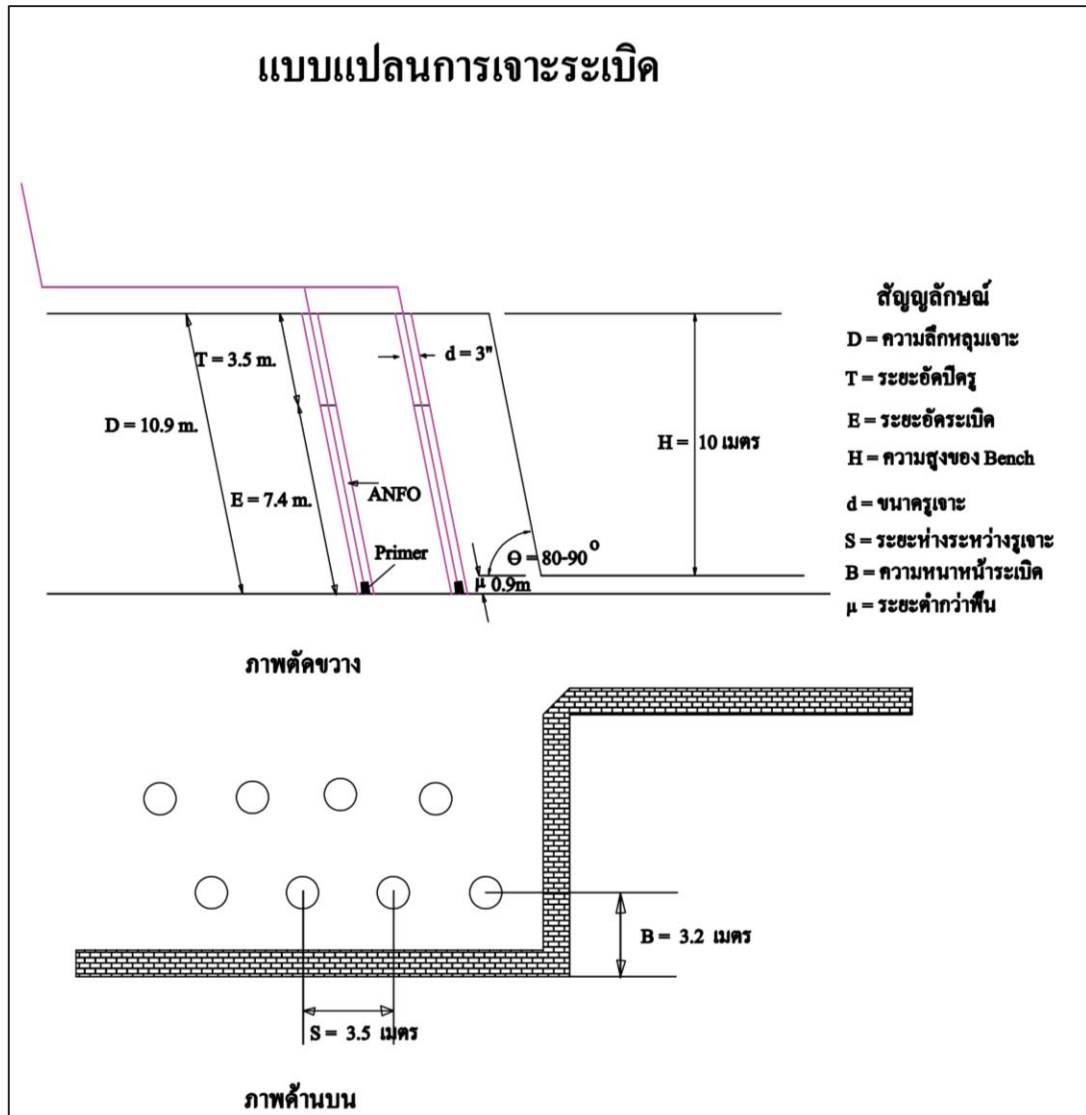 แบบแปลนการเจาะระเบิด
T = 3.5 m.
d = 3"
D = 10.9 m.
H = 10 เมตร
E = 7.4 m.
ANFO
Primer
Θ = 80-90 o
μ 0.9m
สัญญลักษณ์
D = ความลึกหลุมเจาะ
T = ระยะอัดปิดรู
E = ระยะอัดระเบิด
H = ความสูงของ Bench
d = ขนาดรูเจาะ
S = ระยะห่างระหว่างรูเจาะ
B = ความหนาหน้าระเบิด
μ = ระยะต่ำกว่าพื้น
ภาพตัดขวาง
B = 3.2 เมตร
S = 3.5 เมตร
ภาพด้านบน